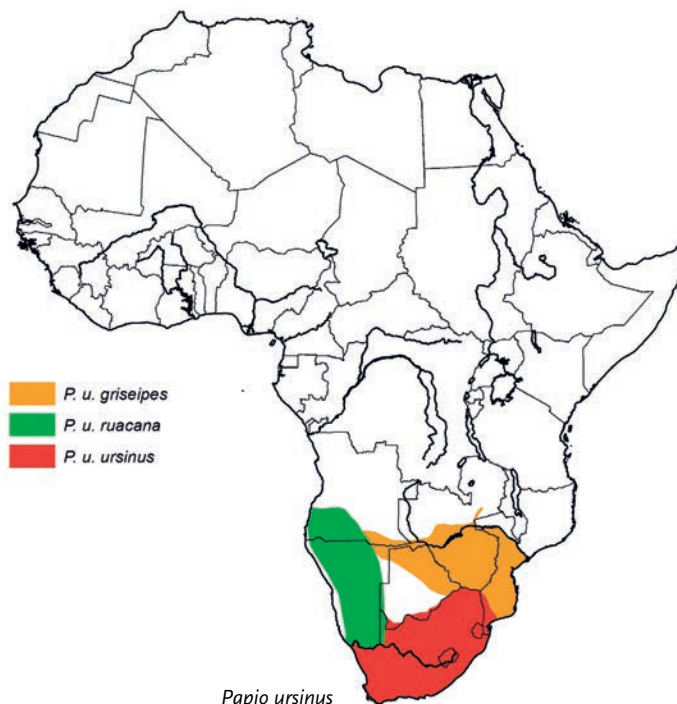 P. u. griseipes
P. u. ruacana
P. u. ursinus
Papio ursinus